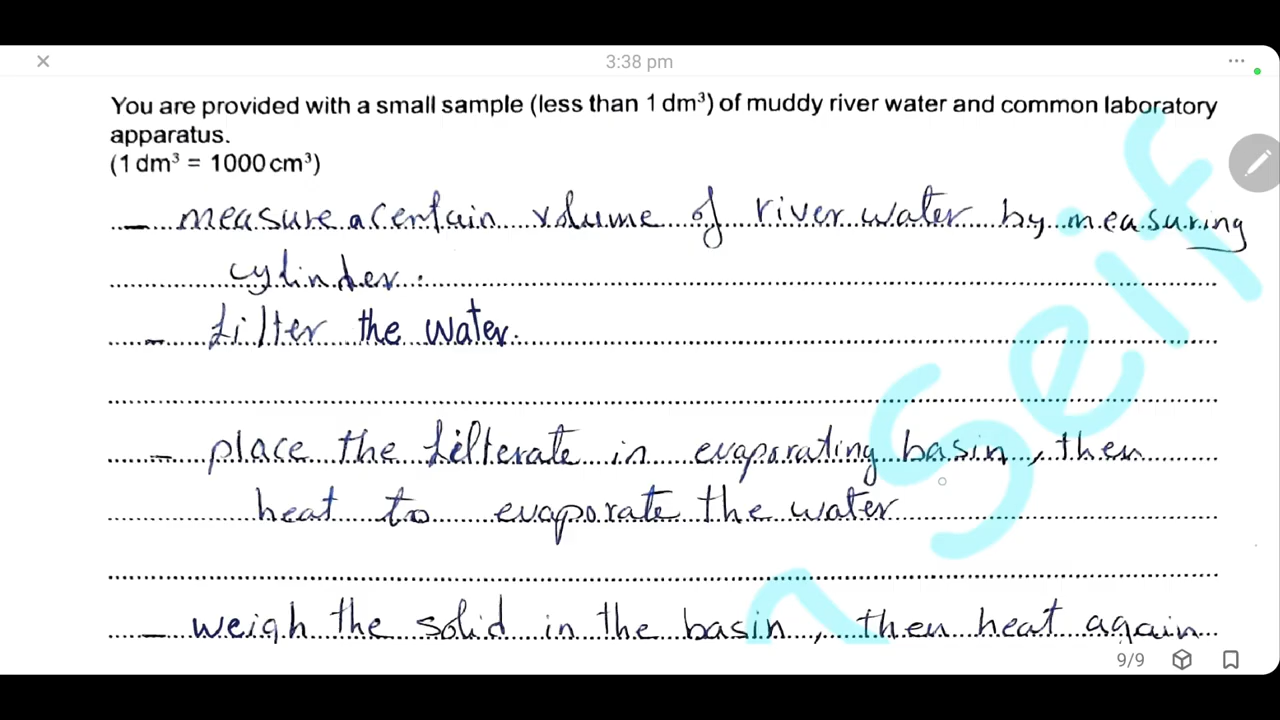 3:38 pm
You are provided with a small sample (less than 1 dm³) of muddy river water and common laboratory
apparatus.
(1 dm³ = 1000 cm³)
- measure a certain volume of river water by measuring
cylinder.
- filter the water.
- place the filterate in evaporating basin, then
heat to evaporate the water
- weigh the solid in the basin, then heat again
Seif
9/9